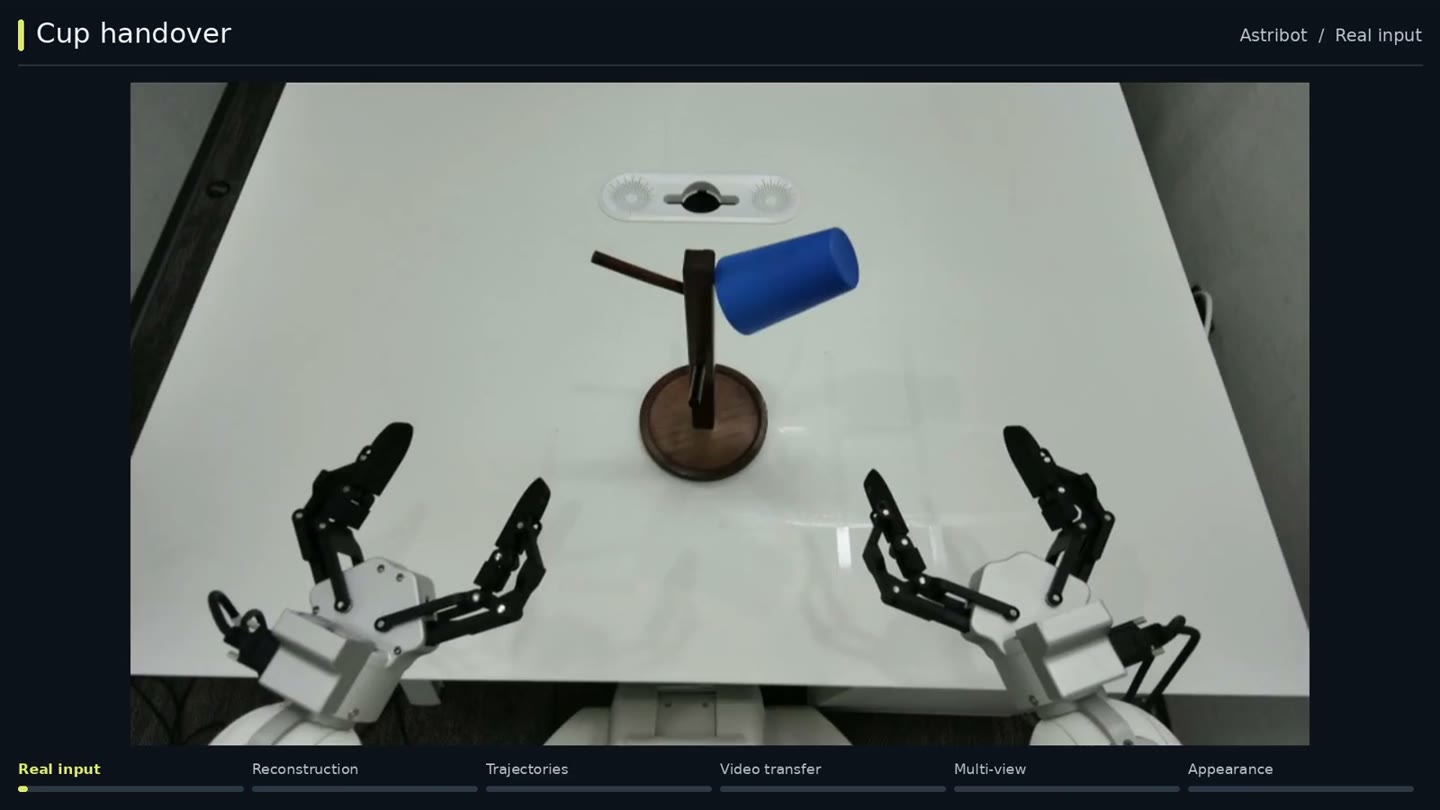 Cup handover
Astribot / Real input
Real input
Reconstruction
Trajectories
Video transfer
Multi-view
Appearance